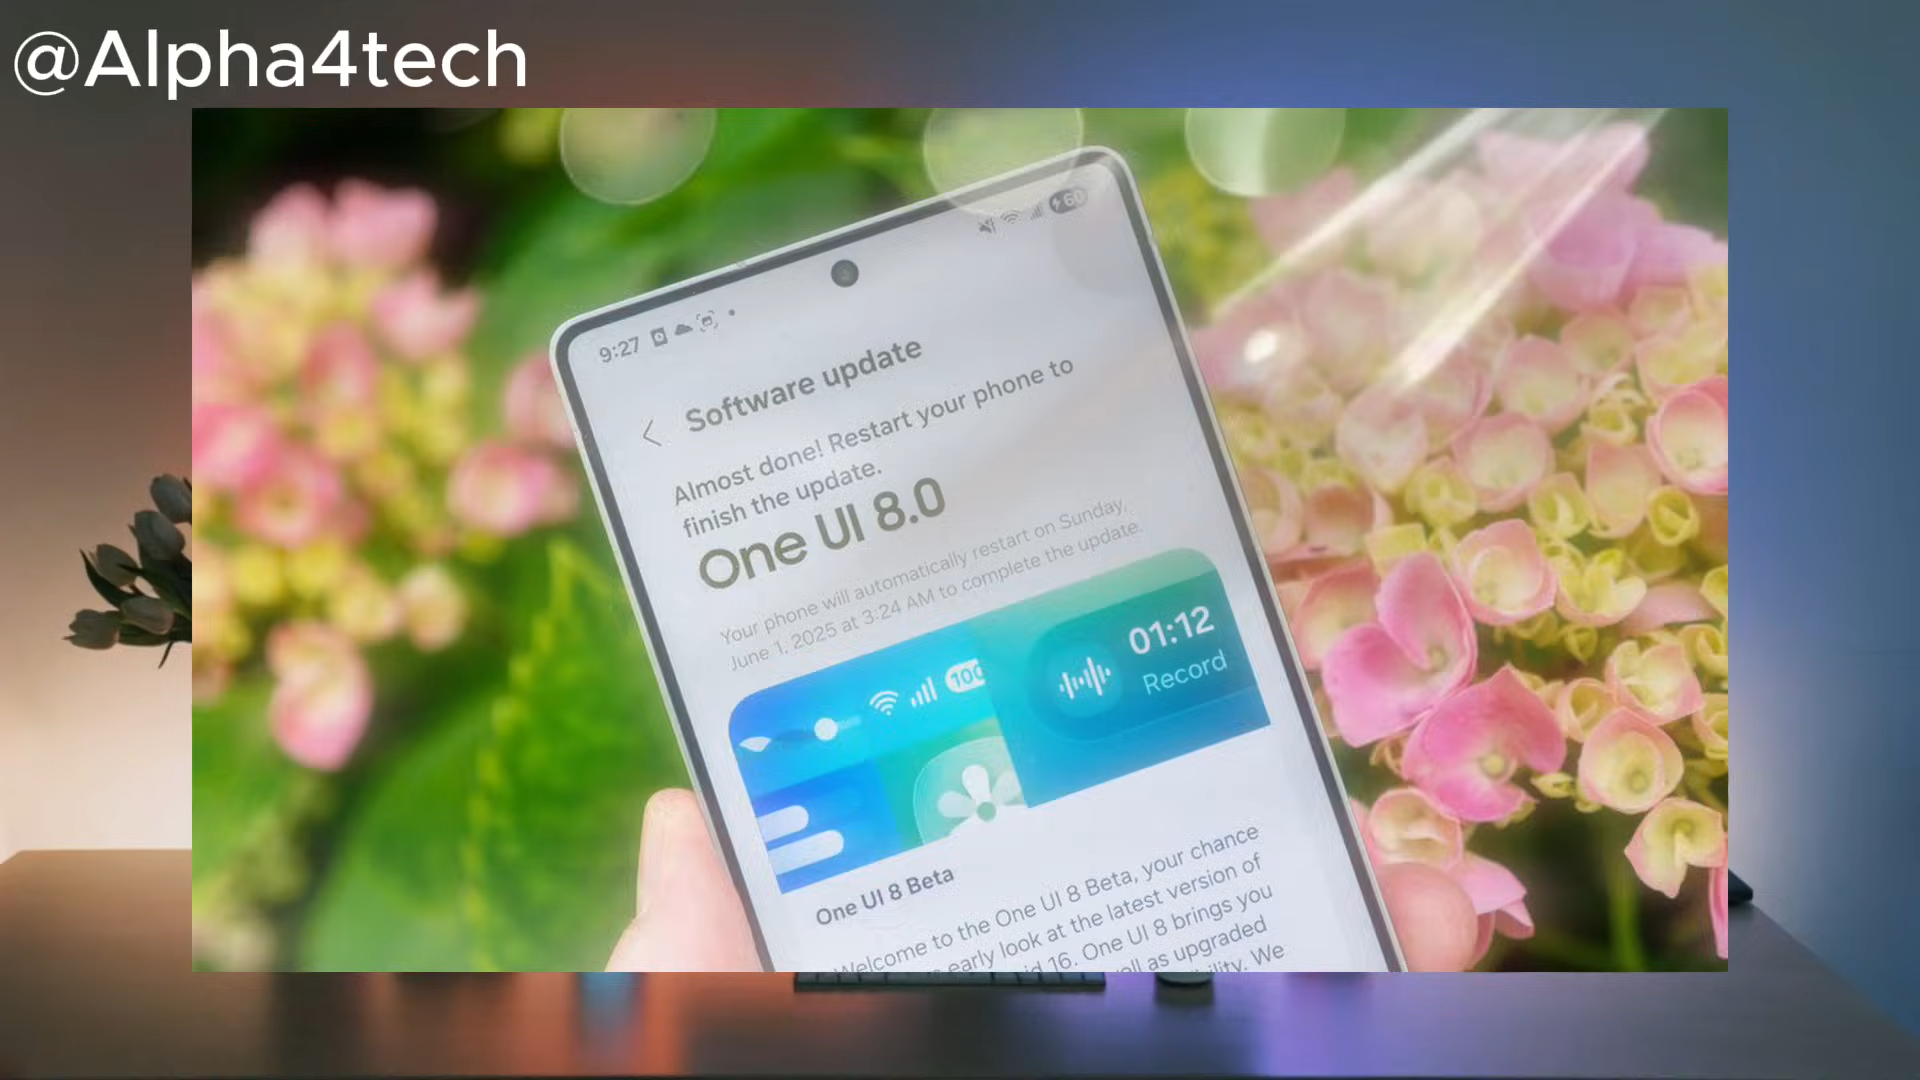 @Alpha4tech
9:27
60
Software update
Almost done! Restart your phone to
finish the update.
One UI 8.0
Your phone will automatically restart on Sunday,
June 1, 2025 at 3:24 AM to complete the update.
100
01:12
Record
One UI 8 Beta
Welcome to the One UI 8 Beta, your chance
early look at the latest version of
16. One UI 8 brings you
as upgraded
We